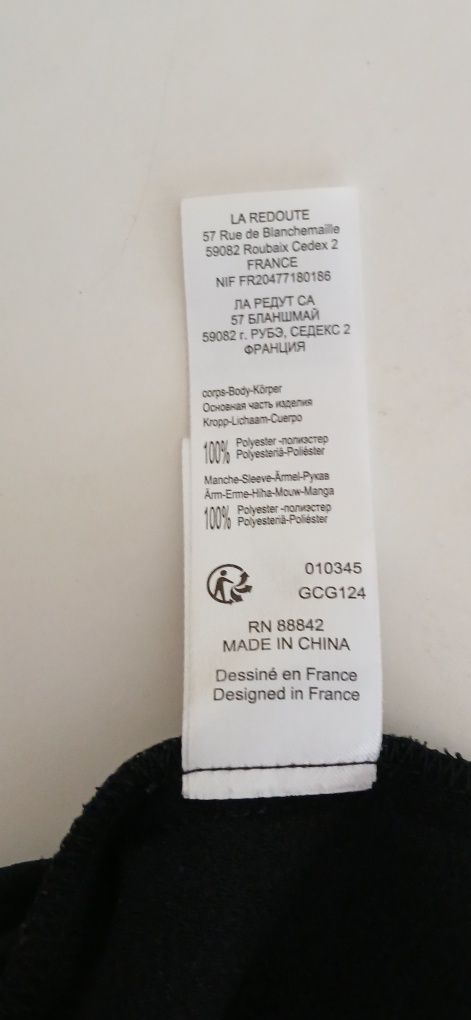 LA REDOUTE
57 Rue de Blanchemaille
59082 Roubaix Cedex 2
FRANCE
NIF FR20477180186
ЛА РЕДУТ СА
57 БЛАНШМАЙ
59082 г. РУБЭ, СЕДЕКС 2
ФРАНЦИЯ
corps-Body-Körper
Основная часть изделия
Kropp-Lichaam-Cuerpo
100% Polyester -полиэстер
Polyesteriä-Poliéster
Manche-Sleeve-Ärmel-Рукав
Ärm-Erme-Hiha-Mouw-Manga
100% Polyester -полиэстер
Polyesteriä-Poliéster
010345
GCG124
RN 88842
MADE IN CHINA
Dessiné en France
Designed in France